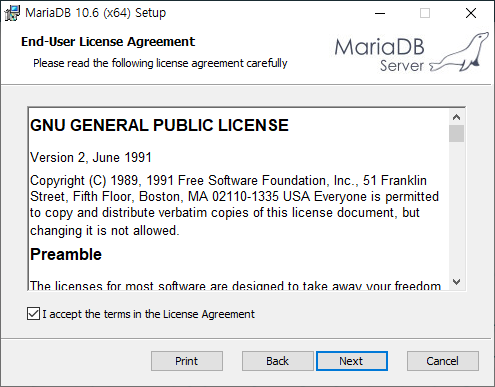 MariaDB 10.6 (x64) Setup
End-User License Agreement
Please read the following license agreement carefully
MariaDB
Server
GNU GENERAL PUBLIC LICENSE
Version 2, June 1991
Copyright (C) 1989, 1991 Free Software Foundation, Inc., 51 Franklin
Street, Fifth Floor, Boston, MA 02110-1335 USA Everyone is permitted
to copy and distribute verbatim copies of this license document, but
changing it is not allowed.
Preamble
The licenses for most software are designed to take away your freedom
I accept the terms in the License Agreement
Print
Back
Next
Cancel